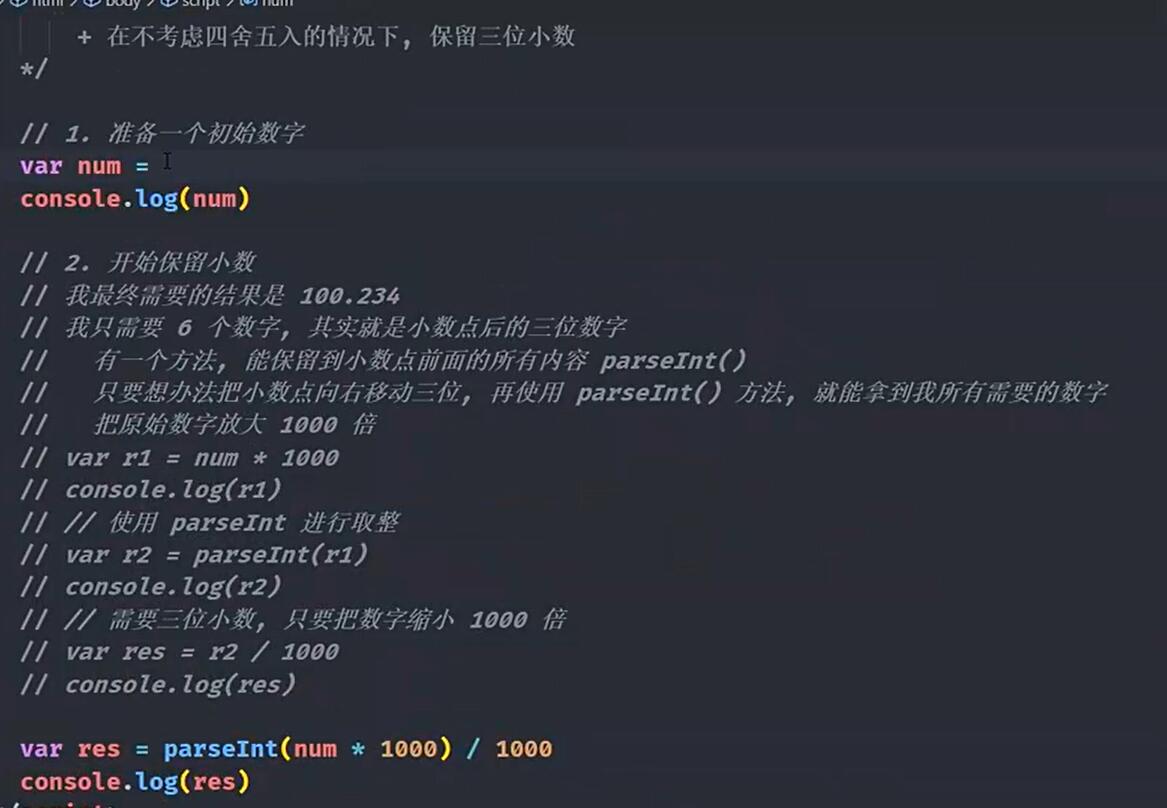 html > body > script > num
+ 在不考虑四舍五入的情况下, 保留三位小数
*/
// 1. 准备一个初始数字
var num =
console.log(num)
// 2. 开始保留小数
// 我最终需要的结果是 100.234
// 我只需要 6 个数字, 其实就是小数点后的三位数字
// 有一个方法, 能保留到小数点前面的所有内容 parseInt()
// 只要想办法把小数点向右移动三位, 再使用 parseInt() 方法, 就能拿到我所有需要的数字
// 把原始数字放大 1000 倍
// var r1 = num * 1000
// console.log(r1)
// // 使用 parseInt 进行取整
// var r2 = parseInt(r1)
// console.log(r2)
// // 需要三位小数, 只要把数字缩小 1000 倍
// var res = r2 / 1000
// console.log(res)
var res = parseInt(num * 1000) / 1000
console.log(res)